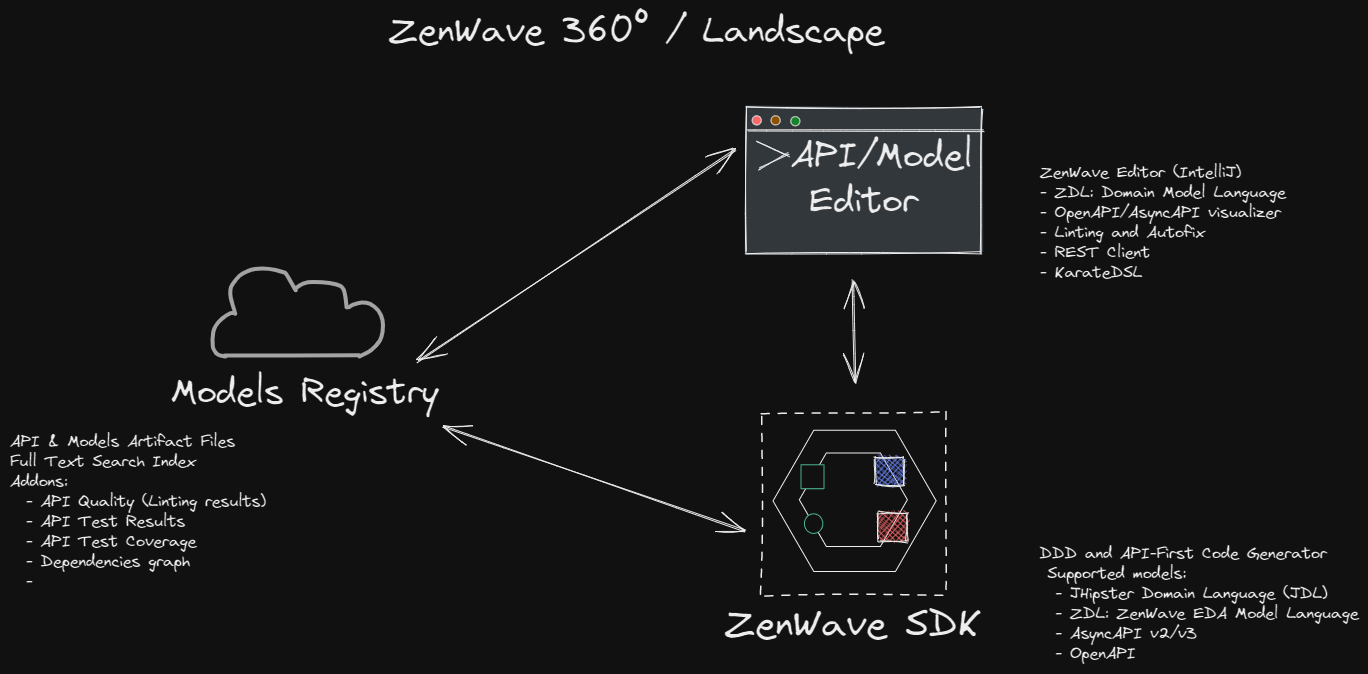 ZenWave 360º / Landscape
>API/Model
Editor
ZenWave Editor (IntelliJ)
- ZDL: Domain Model Language
- OpenAPI/AsyncAPI visualizer
- Linting and Autofix
- REST Client
- KarateDSL
Models Registry
API & Models Artifact Files
Full Text Search Index
Addons:
- API Quality (Linting results)
- API Test Results
- API Test Coverage
- Dependencies graph
-
ZenWave SDK
DDD and API-First Code Generator
Supported models:
- JHipster Domain Language (JDL)
- ZDL: ZenWave EDA Model Language
- AsyncAPI v2/v3
- OpenAPI